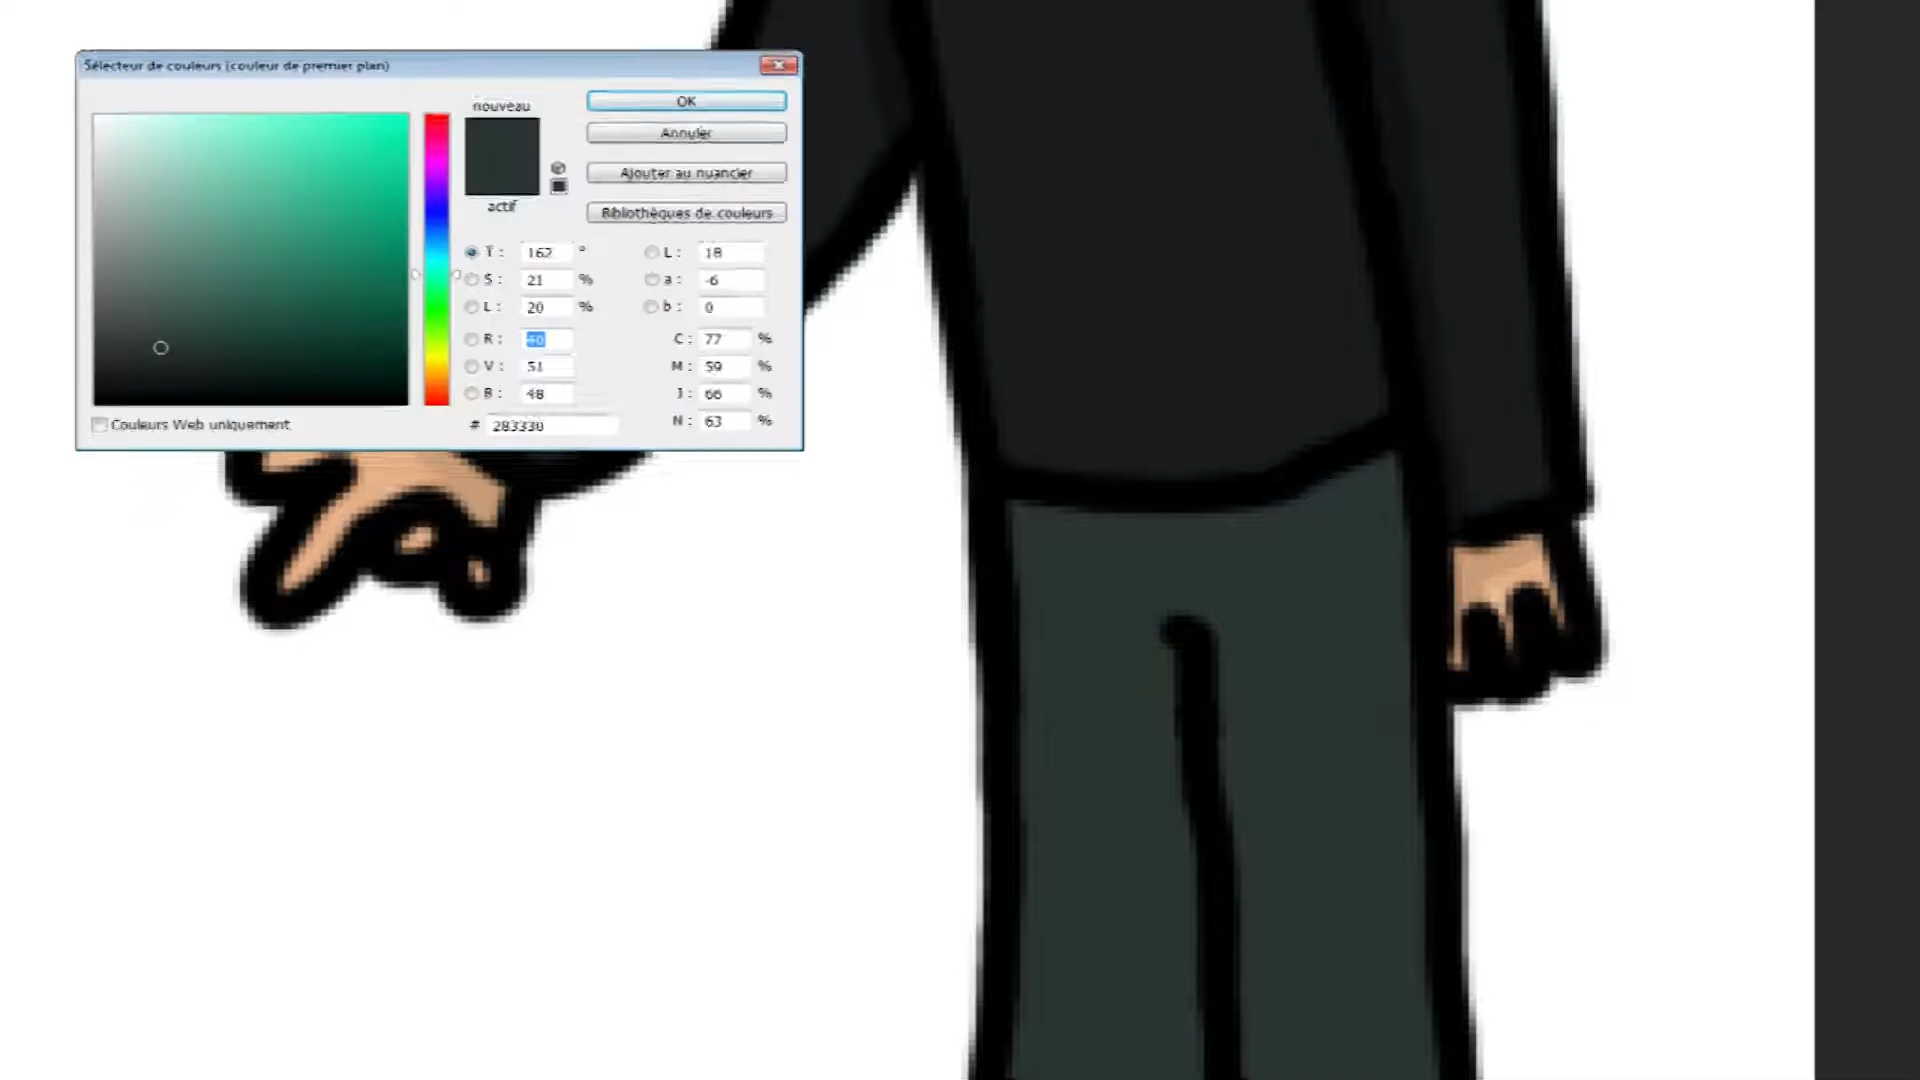 Sélecteur de couleurs (couleur de premier plan)
nouveau
actif
OK
Annuler
Ajouter au nuancier
Bibliothèques de couleurs
T : 162 °
S : 21 %
L : 20 %
R : 40
V : 51
B : 48
# 283330
L : 18
a : -6
b : 0
C : 77 %
M : 59 %
J : 66 %
N : 63 %
Couleurs Web uniquement